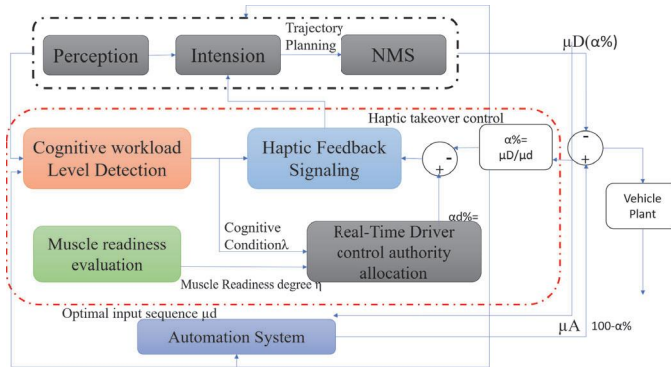 Trajectory
Planning
Perception
Intension
NMS
μD(α%)
Haptic takeover control
Cognitive workload
Level Detection
Haptic Feedback
Signaling
-
+
α%=
μD/μd
-
+
Vehicle
Plant
Cognitive
Conditionλ
αd%=
Muscle readiness
evaluation
Real-Time Driver
control authority
allocation
Muscle Readiness degree η
Optimal input sequence μd
Automation System
μA
100-α%